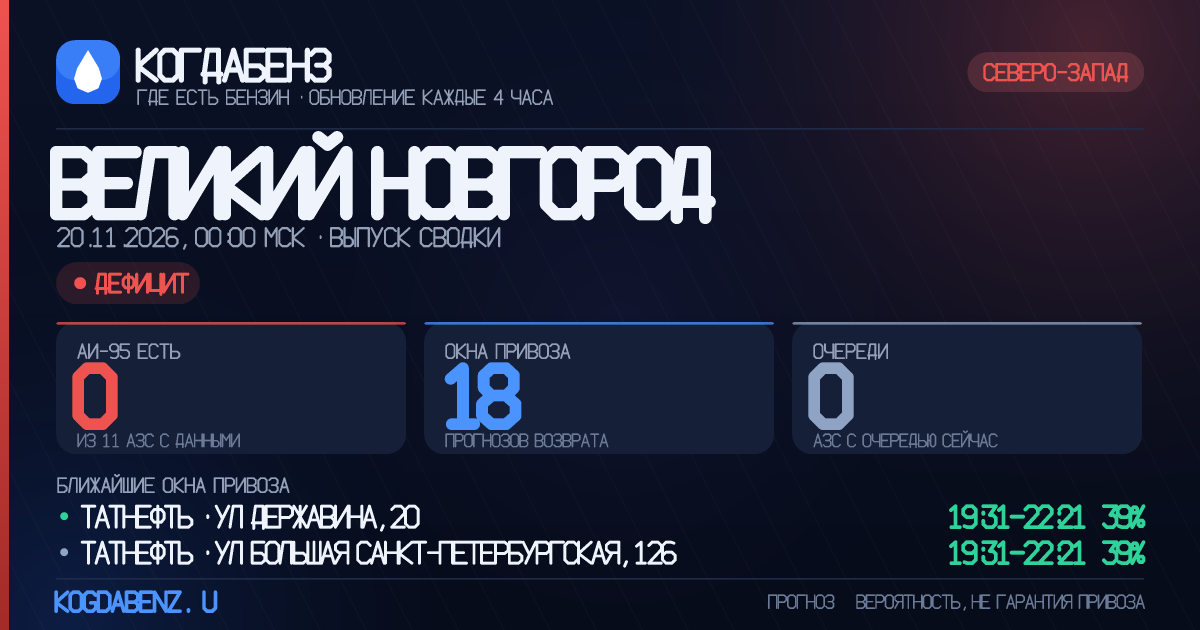 КОГДАБЕНЗ
ГДЕ ЕСТЬ БЕНЗИН · ОБНОВЛЕНИЕ КАЖДЫЕ 4 ЧАСА
СЕВЕРО-ЗАПАД
ВЕЛИКИЙ НОВГОРОД
20.11.2026, 00:00 МСК · ВЫПУСК СВОДКИ
ДЕФИЦИТ
АИ-95 ЕСТЬ
0
ИЗ 11 АЗС С ДАННЫМИ
ОКНА ПРИВОЗА
18
ПРОГНОЗОВ ВОЗВРАТА
ОЧЕРЕДИ
0
АЗС С ОЧЕРЕДЬЮ СЕЙЧАС
БЛИЖАЙШИЕ ОКНА ПРИВОЗА
• ТАТНЕФТЬ · УЛ ДЕРЖАВИНА, 20 19:31-22:21 39%
• ТАТНЕФТЬ · УЛ БОЛЬШАЯ САНКТ-ПЕТЕРБУРГСКАЯ, 126 19:31-22:21 39%
KOGDABENZ. U
ПРОГНОЗ ВЕРОЯТНОСТЬ, НЕ ГАРАНТИЯ ПРИВОЗА